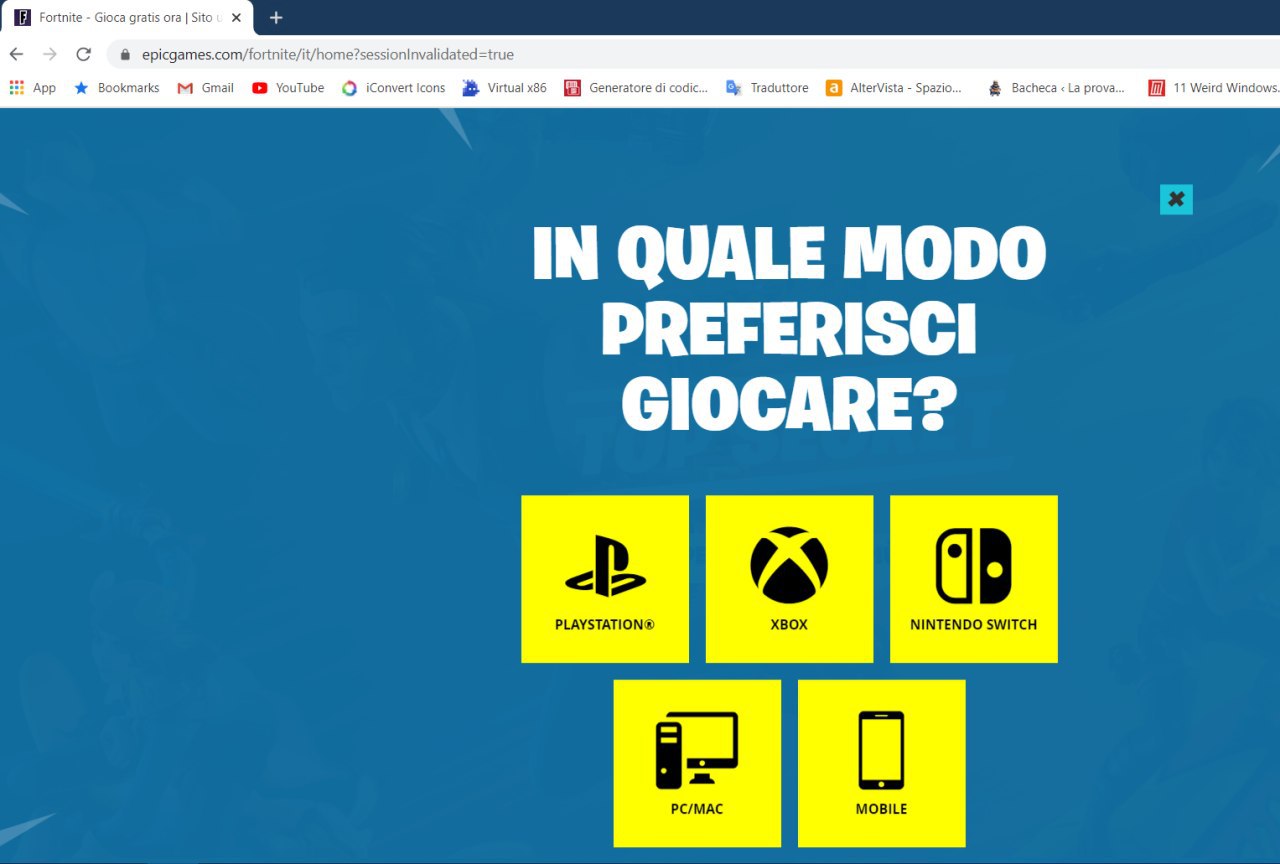 Fortnite - Gioca gratis ora | Sito u
epicgames.com/fortnite/it/home?sessionInvalidated=true
App Bookmarks Gmail YouTube iConvert Icons Virtual x86 Generatore di codic... Traduttore AlterVista - Spazio... Bacheca ‹ La prova... 11 Weird Windows.
IN QUALE MODO
PREFERISCI
GIOCARE?
TOP SECRET
PLAYSTATION® XBOX NINTENDO SWITCH
PC/MAC MOBILE